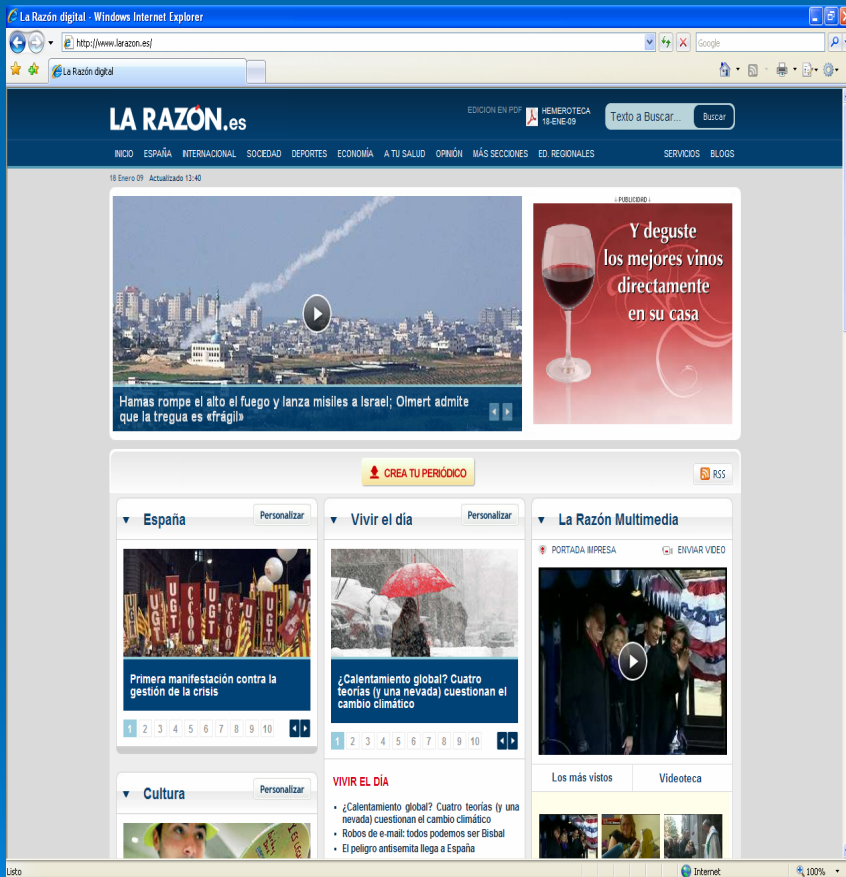 La Razón digital - Windows Internet Explorer
http://www.larazon.es/
Google
La Razón digital
LA RAZÓN.es
EDICION EN PDF
HEMEROTECA
18-ENE-09
Texto a Buscar...
Buscar
INICIO ESPAÑA INTERNACIONAL SOCIEDAD DEPORTES ECONOMÍA A TU SALUD OPINIÓN MÁS SECCIONES ED. REGIONALES SERVICIOS BLOGS
18 Enero 09 Actualizado 13:40
↓ PUBLICIDAD ↓
Y deguste
los mejores vinos
directamente
en su casa
Hamas rompe el alto el fuego y lanza misiles a Israel; Olmert admite
que la tregua es «frágil»
CREA TU PERIÓDICO
RSS
España
Personalizar
UGT CCOO UGT UGT CCOO UGT
Primera manifestación contra la
gestión de la crisis
1 2 3 4 5 6 7 8 9 10
Cultura
Personalizar
Vivir el día
Personalizar
¿Calentamiento global? Cuatro
teorías (y una nevada) cuestionan el
cambio climático
1 2 3 4 5 6 7 8 9 10
VIVIR EL DÍA
• ¿Calentamiento global? Cuatro teorías (y una
nevada) cuestionan el cambio climático
• Robos de e-mail: todos podemos ser Bisbal
• El peligro antisemita llega a España
La Razón Multimedia
PORTADA IMPRESA
ENVIAR VIDEO
Los más vistos
Videoteca
Listo
Internet
100%